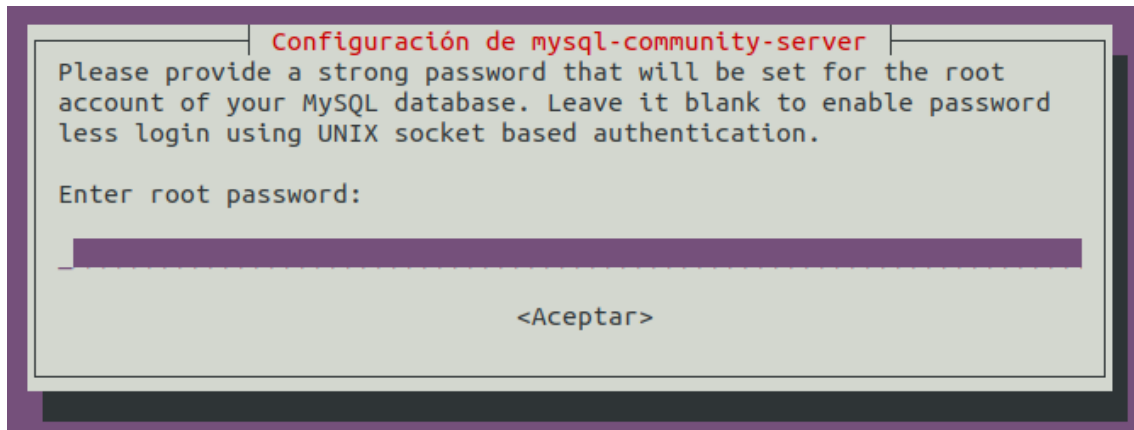 Configuración de mysql-community-server
Please provide a strong password that will be set for the root
account of your MySQL database. Leave it blank to enable password
less login using UNIX socket based authentication.
Enter root password:
<Aceptar>